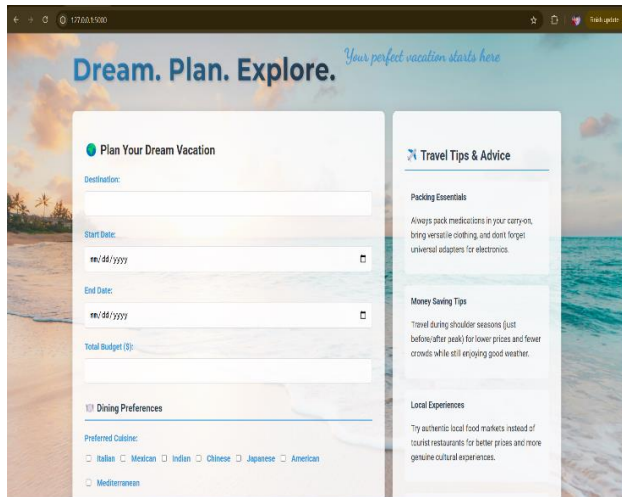 127.0.0.1:5000
Finish update
Dream. Plan. Explore.
Your perfect vacation starts here
Plan Your Dream Vacation
Destination:
Start Date:
mm/dd/yyyy
End Date:
mm/dd/yyyy
Total Budget ($):
Dining Preferences
Preferred Cuisine:
Italian Mexican Indian Chinese Japanese American
Mediterranean
Travel Tips & Advice
Packing Essentials
Always pack medications in your carry-on,
bring versatile clothing, and don't forget
universal adapters for electronics.
Money Saving Tips
Travel during shoulder seasons (just
before/after peak) for lower prices and fewer
crowds while still enjoying good weather.
Local Experiences
Try authentic local food markets instead of
tourist restaurants for better prices and more
genuine cultural experiences.